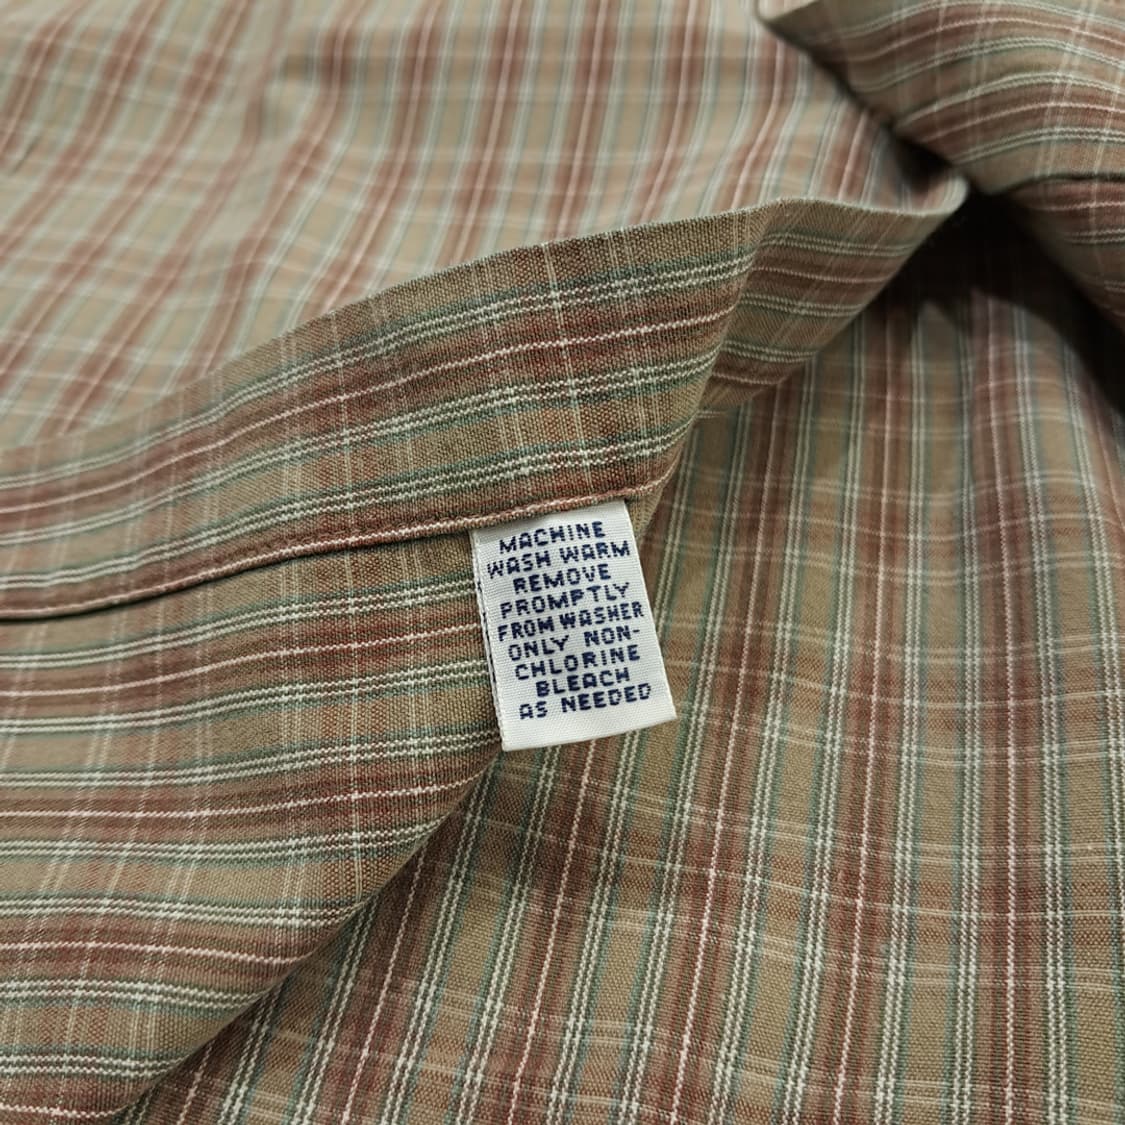 MACHINE
WASH WARM
REMOVE
PROMPTLY
FROM WASHER
ONLY NON-
CHLORINE
BLEACH
AS NEEDED